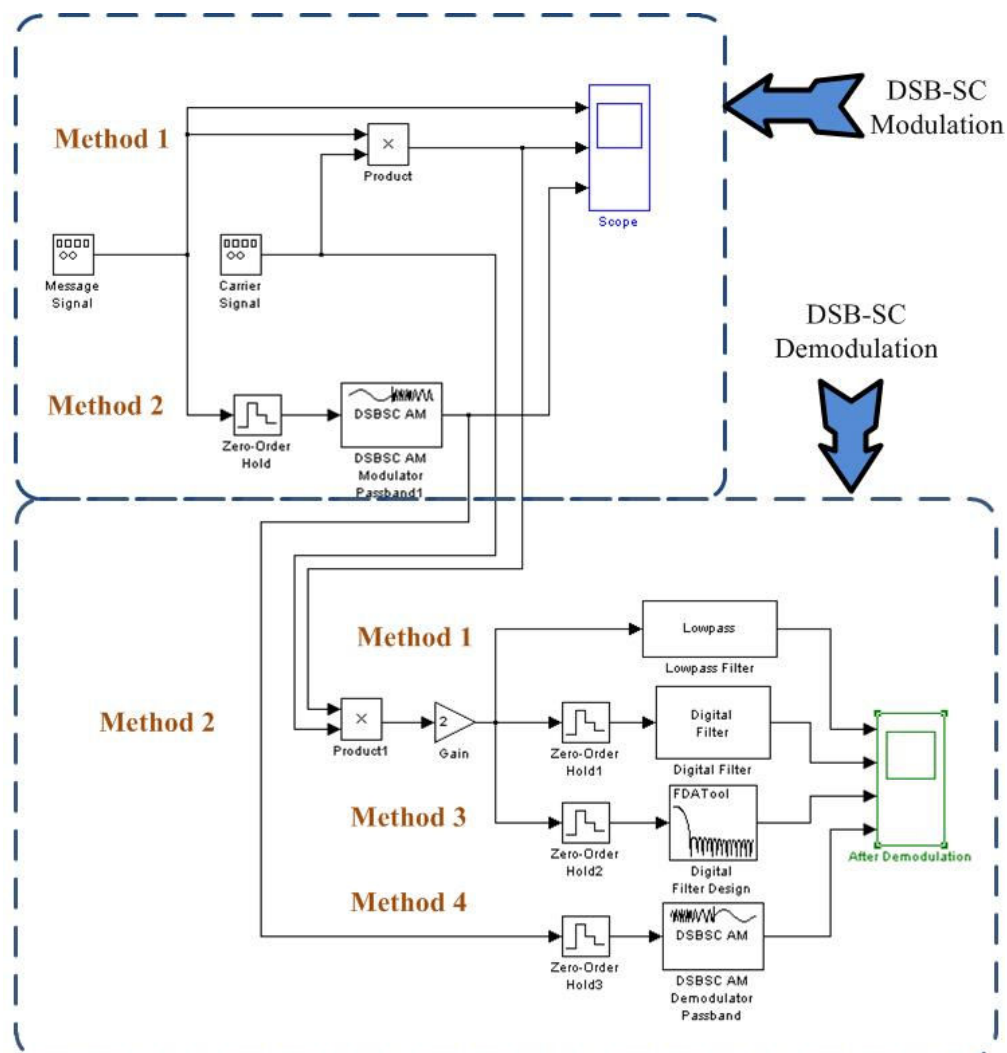 DSB-SC
Modulation
Method 1
×
Product
Scope
Message
Signal
Carrier
Signal
Method 2
Zero-Order
Hold
DSBSC AM
DSBSC AM
Modulator
Passband1
DSB-SC
Demodulation
Method 1
Lowpass
Lowpass Filter
Method 2
×
Product1
2
Gain
Zero-Order
Hold1
Digital
Filter
Digital Filter
Method 3
Zero-Order
Hold2
FDATool
Digital
Filter Design
After Demodulation
Method 4
Zero-Order
Hold3
DSBSC AM
DSBSC AM
Demodulator
Passband